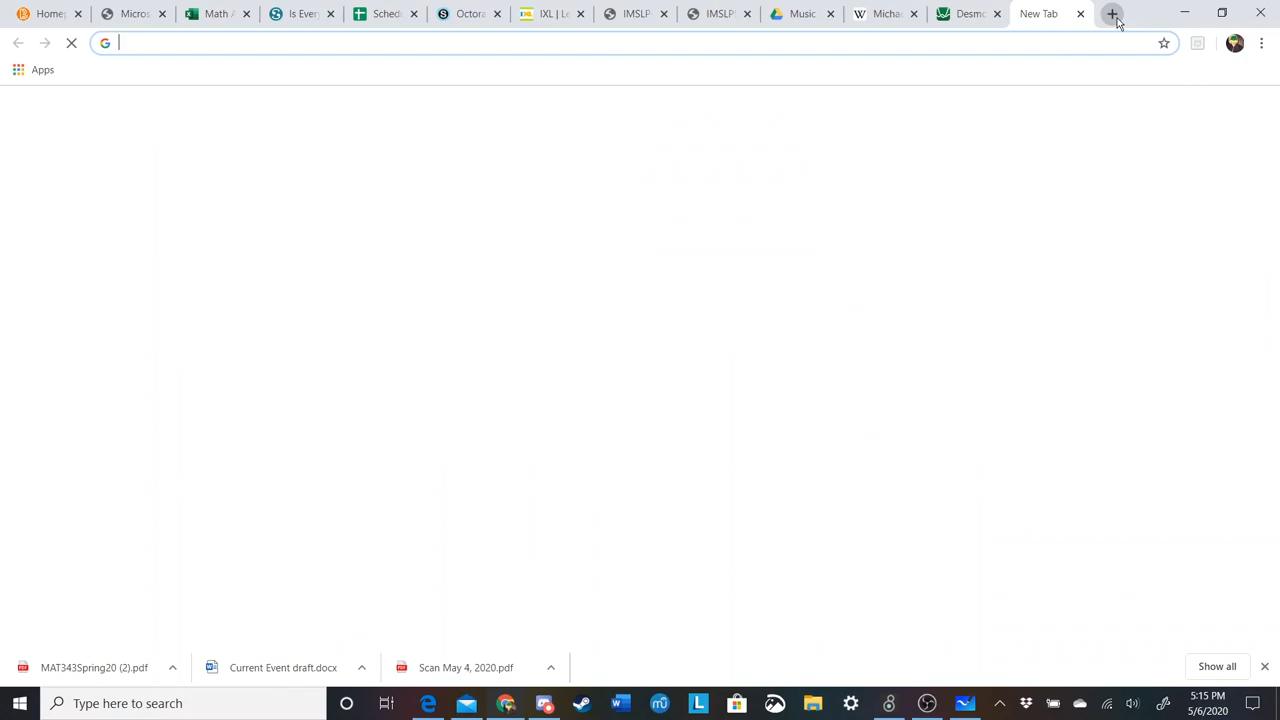 Home
Micros
Math A
Is Every
Sched
Octora
IXL | Le
IMSLP
IMSLP
Music
Michae
Desmo
New Tab
Apps
MAT343Spring20 (2).pdf
Current Event draft.docx
Scan May 4, 2020.pdf
Show all
Type here to search
5:15 PM
5/6/2020